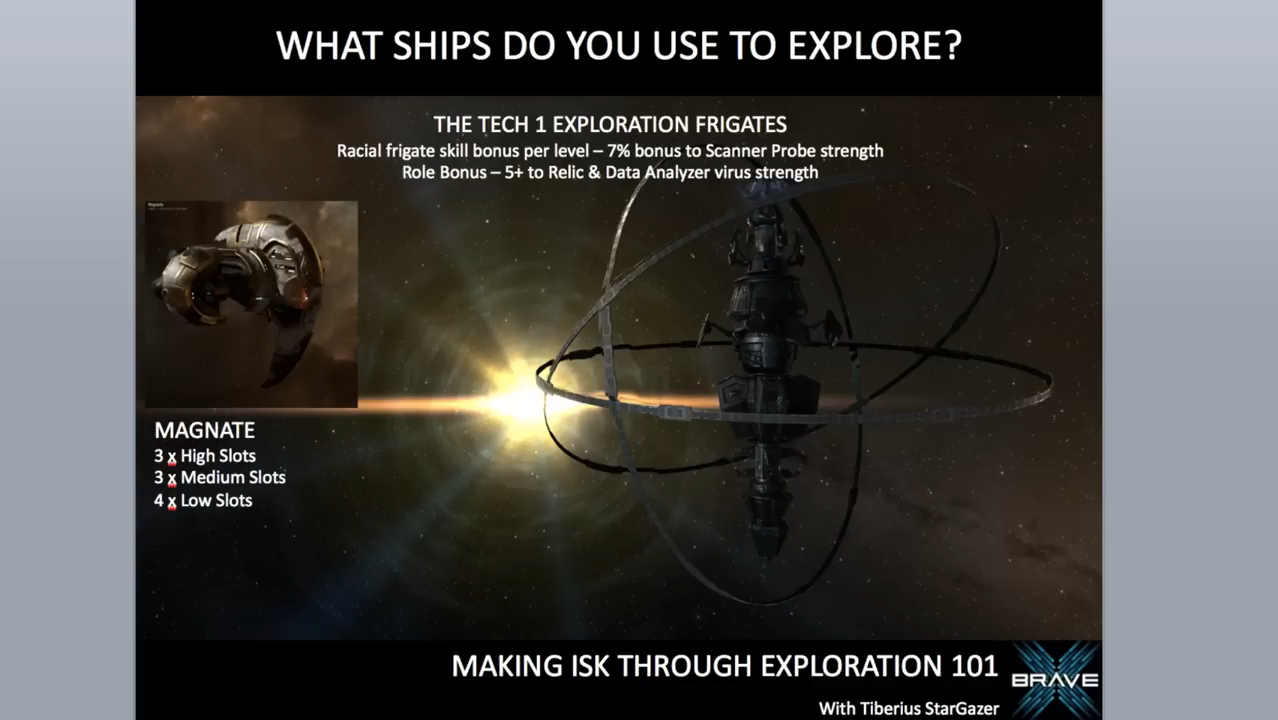 WHAT SHIPS DO YOU USE TO EXPLORE?
THE TECH 1 EXPLORATION FRIGATES
Racial frigate skill bonus per level – 7% bonus to Scanner Probe strength
Role Bonus – 5+ to Relic & Data Analyzer virus strength
MAGNATE
3 x High Slots
3 x Medium Slots
4 x Low Slots
MAKING ISK THROUGH EXPLORATION 101
BRAVE
With Tiberius StarGazer